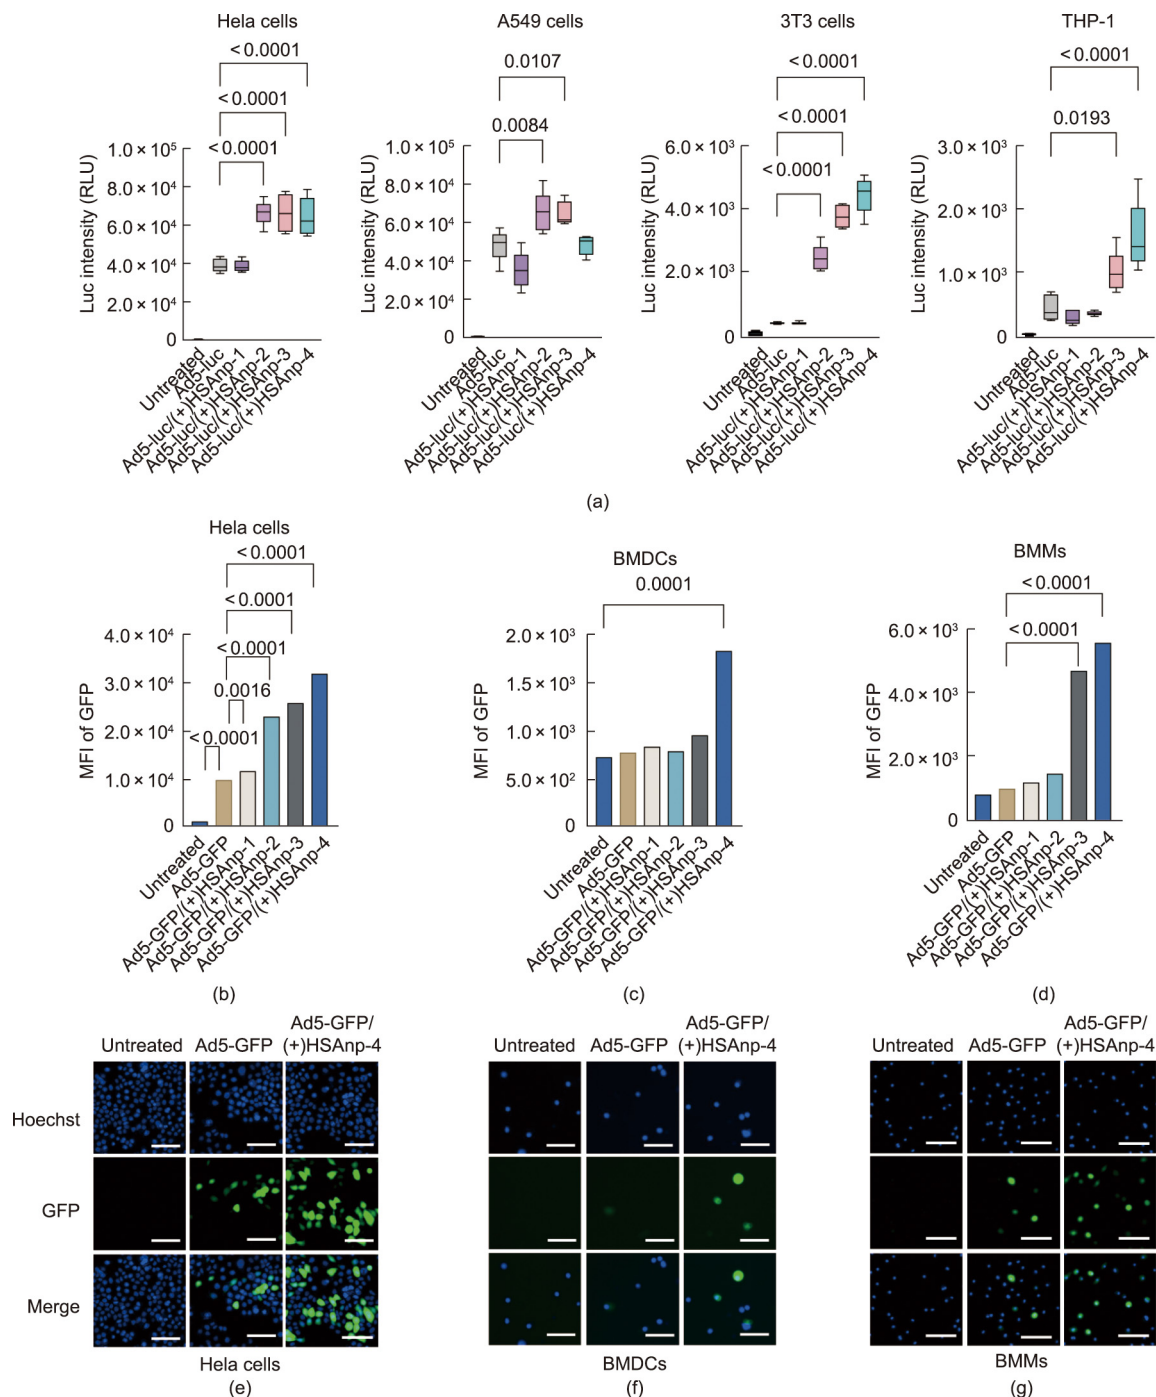 Hela cells
A549 cells
3T3 cells
THP-1
< 0.0001
< 0.0001
< 0.0001
Luc intensity (RLU)
1.0 × 10⁵
8.0 × 10⁴
6.0 × 10⁴
4.0 × 10⁴
2.0 × 10⁴
0
Untreated
Ad5-luc
Ad5-luc/(+)HSAnp-1
Ad5-luc/(+)HSAnp-2
Ad5-luc/(+)HSAnp-3
Ad5-luc/(+)HSAnp-4
0.0107
0.0084
Luc intensity (RLU)
1.0 × 10⁵
8.0 × 10⁴
6.0 × 10⁴
4.0 × 10⁴
2.0 × 10⁴
0
Untreated
Ad5-luc
Ad5-luc/(+)HSAnp-1
Ad5-luc/(+)HSAnp-2
Ad5-luc/(+)HSAnp-3
Ad5-luc/(+)HSAnp-4
< 0.0001
< 0.0001
< 0.0001
Luc intensity (RLU)
6.0 × 10³
4.0 × 10³
2.0 × 10³
0
Untreated
Ad5-luc
Ad5-luc/(+)HSAnp-1
Ad5-luc/(+)HSAnp-2
Ad5-luc/(+)HSAnp-3
Ad5-luc/(+)HSAnp-4
< 0.0001
0.0193
Luc intensity (RLU)
3.0 × 10³
2.0 × 10³
1.0 × 10³
0
Untreated
Ad5-luc
Ad5-luc/(+)HSAnp-1
Ad5-luc/(+)HSAnp-2
Ad5-luc/(+)HSAnp-3
Ad5-luc/(+)HSAnp-4
(a)
Hela cells
< 0.0001
< 0.0001
< 0.0001
0.0016
< 0.0001
MFI of GFP
4.0 × 10⁴
3.0 × 10⁴
2.0 × 10⁴
1.0 × 10⁴
0
Untreated
Ad5-GFP
Ad5-GFP/(+)HSAnp-1
Ad5-GFP/(+)HSAnp-2
Ad5-GFP/(+)HSAnp-3
Ad5-GFP/(+)HSAnp-4
(b)
BMDCs
0.0001
MFI of GFP
2.0 × 10³
1.5 × 10³
1.0 × 10³
5.0 × 10²
0
Untreated
Ad5-GFP
Ad5-GFP/(+)HSAnp-1
Ad5-GFP/(+)HSAnp-2
Ad5-GFP/(+)HSAnp-3
Ad5-GFP/(+)HSAnp-4
(c)
BMMs
< 0.0001
< 0.0001
MFI of GFP
6.0 × 10³
4.0 × 10³
2.0 × 10³
0
Untreated
Ad5-GFP
Ad5-GFP/(+)HSAnp-1
Ad5-GFP/(+)HSAnp-2
Ad5-GFP/(+)HSAnp-3
Ad5-GFP/(+)HSAnp-4
(d)
Untreated
Ad5-GFP
Ad5-GFP/
(+)HSAnp-4
Hoechst
GFP
Merge
Hela cells
(e)
Untreated
Ad5-GFP
Ad5-GFP/
(+)HSAnp-4
BMDCs
(f)
Untreated
Ad5-GFP
Ad5-GFP/
(+)HSAnp-4
BMMs
(g)